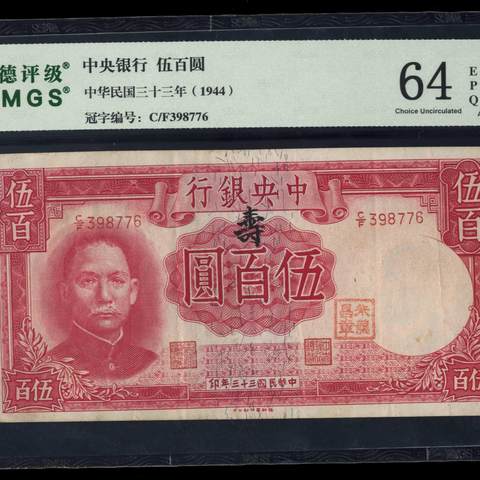 德评级®
MGS®
中央银行 伍百圆
中华民国三十三年（1944）
冠字编号：C/F398776
64
Choice Uncirculated
E
P
Q
行銀央中
伍百
伍百
C/F 398776
C/F 398776
壽
圓百伍
印年三十三國民華中
百伍
百伍